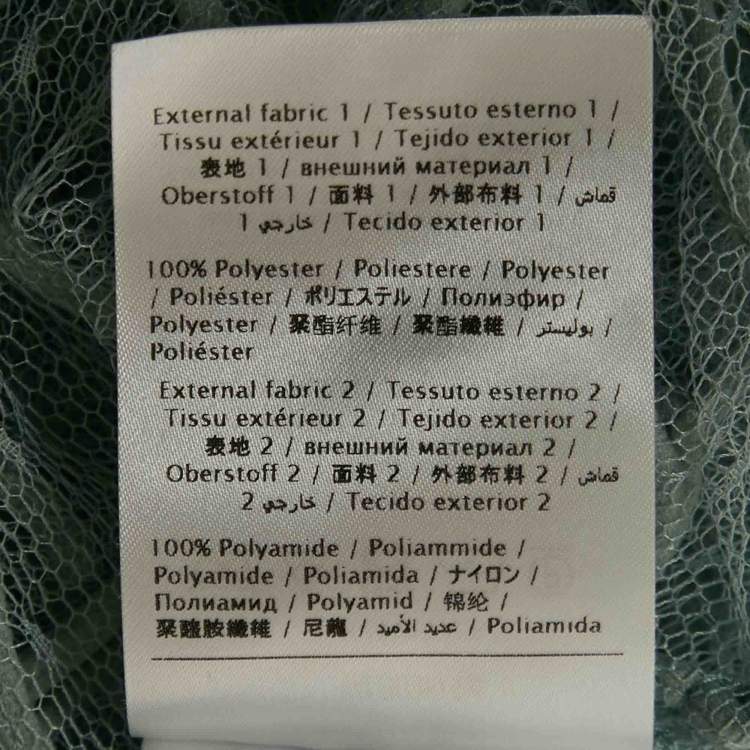 External fabric 1 / Tessuto esterno 1 /
Tissu extérieur 1 / Tejido exterior 1 /
表地 1 / внешний материал 1 /
Oberstoff 1 / 面料 1 / 外部布料 1 / قماش
خارجي 1 / Tecido exterior 1
100% Polyester / Poliestere / Polyester
/ Poliéster / ポリエステル / Полиэфир /
Polyester / 聚酯纤维 / 聚酯纖維 / بوليستر /
Poliéster
External fabric 2 / Tessuto esterno 2 /
Tissu extérieur 2 / Tejido exterior 2 /
表地 2 / внешний материал 2 /
Oberstoff 2 / 面料 2 / 外部布料 2 / قماش
خارجي 2 / Tecido exterior 2
100% Polyamide / Poliammide /
Polyamide / Poliamida / ナイロン /
Полиамид / Polyamid / 锦纶 /
聚醯胺纖維 / 尼龍 / عديد الأميد / Poliamida